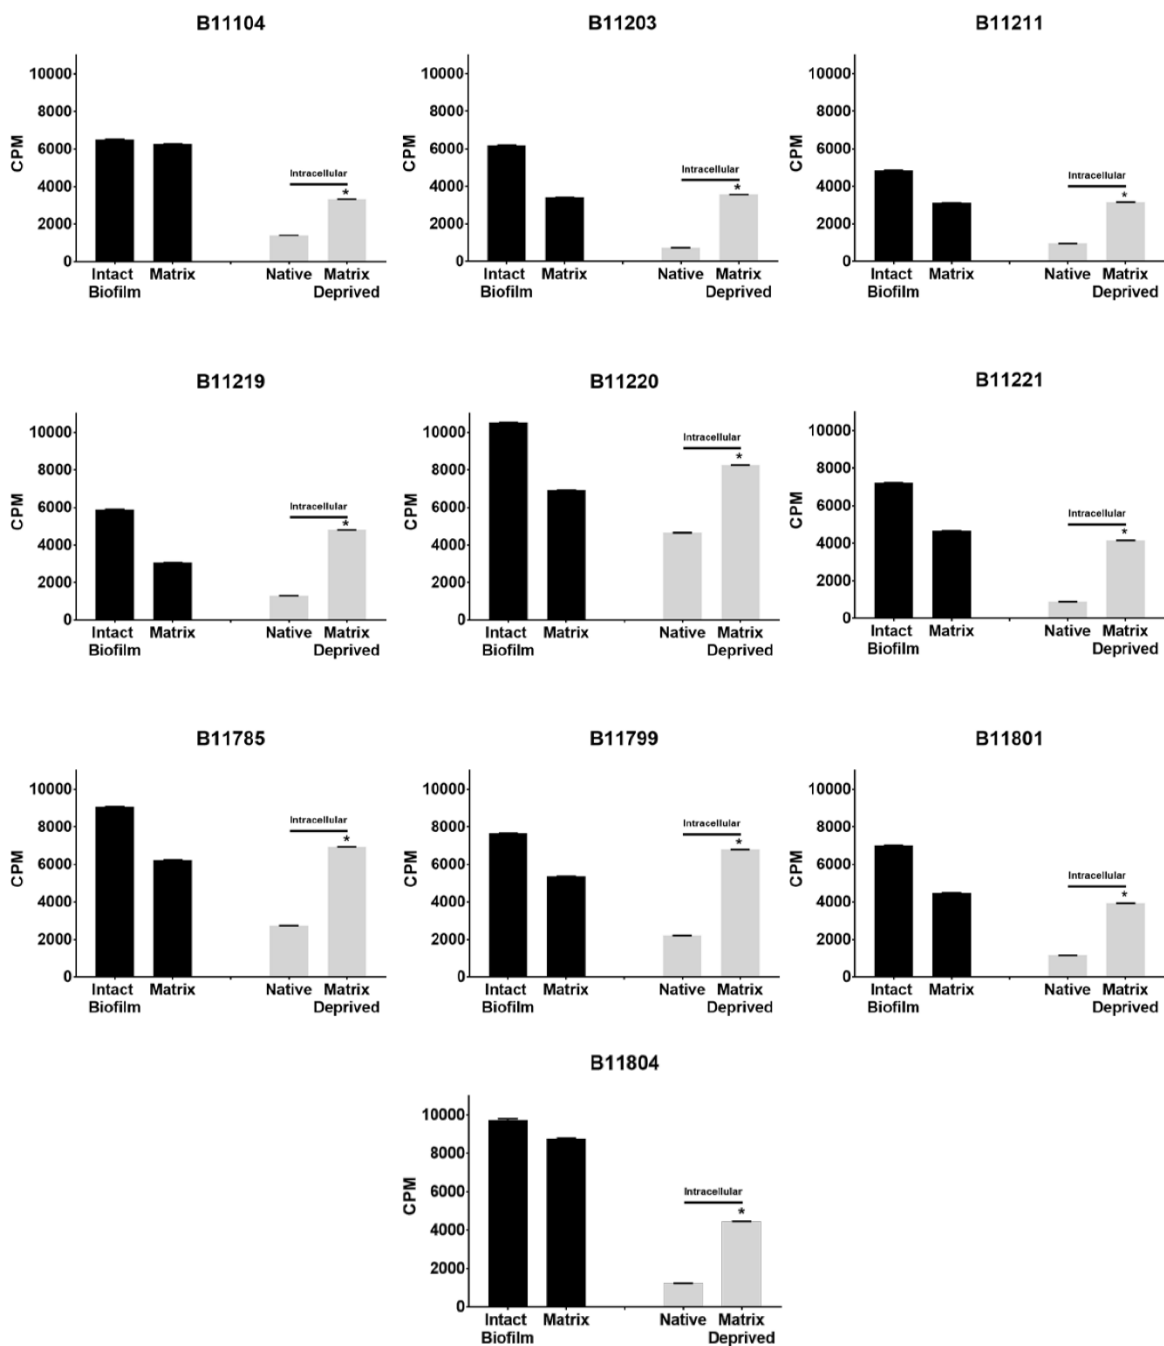 B11104
B11203
B11211
10000
8000
6000
4000
2000
0
CPM
Intracellular
*
Intact Biofilm
Matrix
Native
Matrix Deprived
10000
8000
6000
4000
2000
0
CPM
Intracellular
*
Intact Biofilm
Matrix
Native
Matrix Deprived
10000
8000
6000
4000
2000
0
CPM
Intracellular
*
Intact Biofilm
Matrix
Native
Matrix Deprived
B11219
B11220
B11221
10000
8000
6000
4000
2000
0
CPM
Intracellular
*
Intact Biofilm
Matrix
Native
Matrix Deprived
10000
8000
6000
4000
2000
0
CPM
Intracellular
*
Intact Biofilm
Matrix
Native
Matrix Deprived
10000
8000
6000
4000
2000
0
CPM
Intracellular
*
Intact Biofilm
Matrix
Native
Matrix Deprived
B11785
B11799
B11801
10000
8000
6000
4000
2000
0
CPM
Intracellular
*
Intact Biofilm
Matrix
Native
Matrix Deprived
10000
8000
6000
4000
2000
0
CPM
Intracellular
*
Intact Biofilm
Matrix
Native
Matrix Deprived
10000
8000
6000
4000
2000
0
CPM
Intracellular
*
Intact Biofilm
Matrix
Native
Matrix Deprived
B11804
10000
8000
6000
4000
2000
0
CPM
Intracellular
*
Intact Biofilm
Matrix
Native
Matrix Deprived